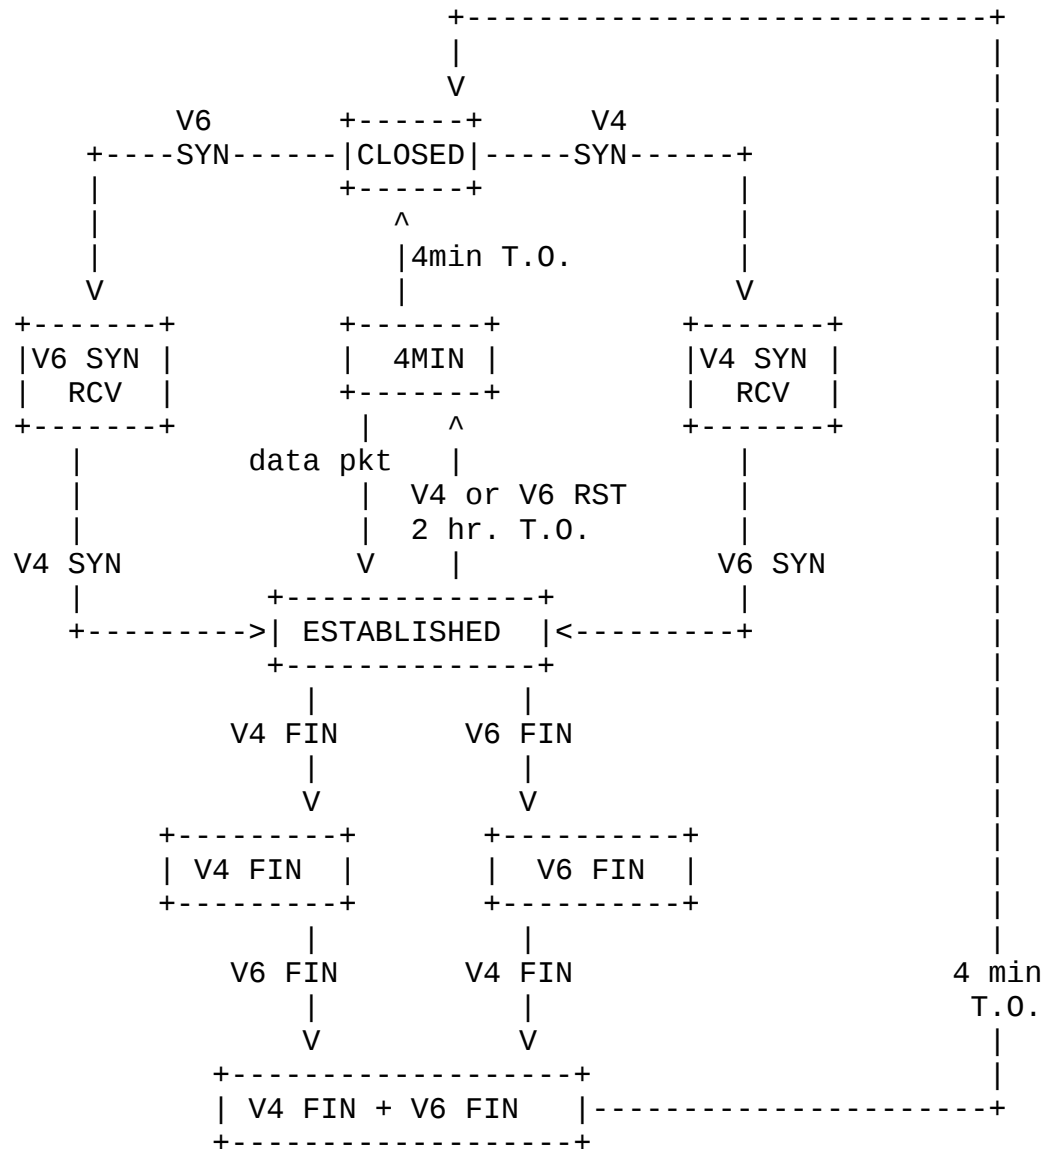 V6 V4
SYN CLOSED SYN
4min T.O.
V6 SYN 4MIN V4 SYN
RCV RCV
data pkt
V4 or V6 RST
2 hr. T.O.
V4 SYN V6 SYN
ESTABLISHED
V4 FIN V6 FIN
V4 FIN V6 FIN
V6 FIN V4 FIN 4 min
T.O.
V4 FIN + V6 FIN